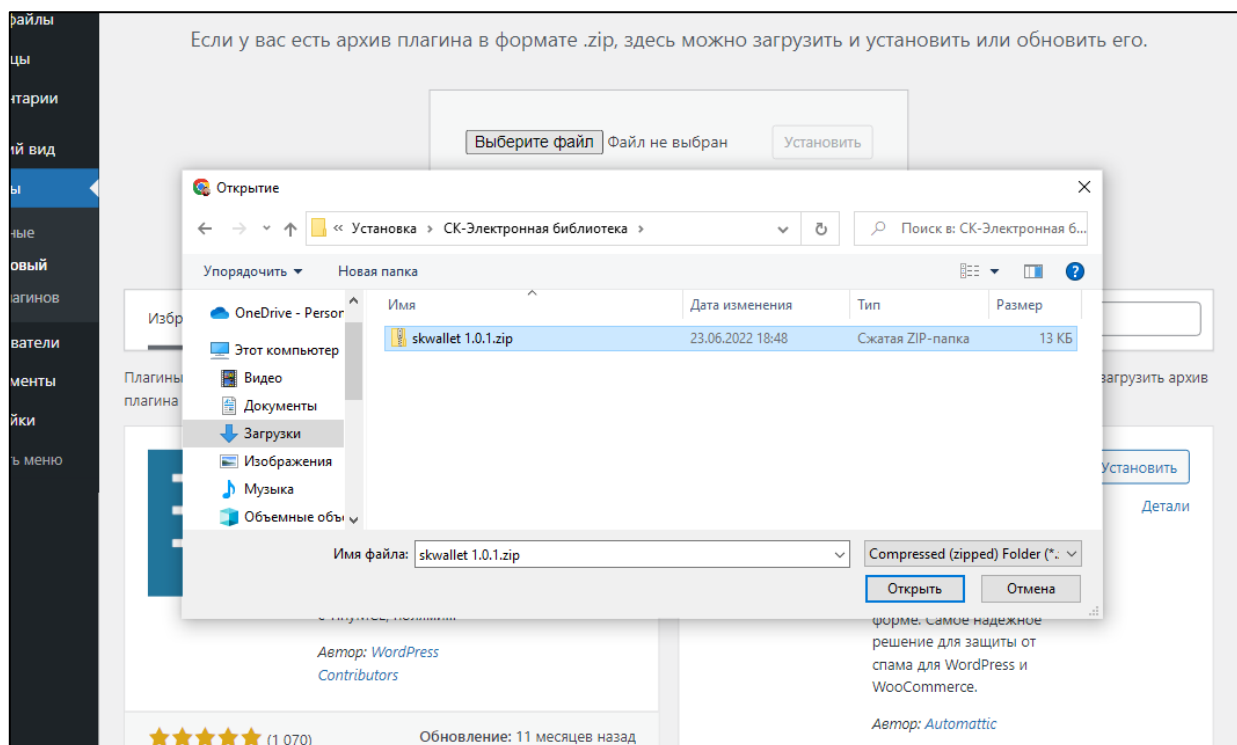 файлы
Если у вас есть архив плагина в формате .zip, здесь можно загрузить и установить или обновить его.
цы
нтарии
Выберите файл Файл не выбран Установить
ий вид
ы
Открытие
« Установка › СК-Электронная библиотека ›
Поиск в: СК-Электронная б...
ные
Упорядочить Новая папка
овый
агинов
Избр
OneDrive - Person
Имя Дата изменения Тип Размер
ватели
Этот компьютер
skwallet 1.0.1.zip 23.06.2022 18:48 Сжатая ZIP-папка 13 КБ
менты
Плагины
Видео
загрузить архив
плагина
Документы
йки
Загрузки
ь меню
Изображения
Установить
Музыка
Детали
Объемные объ
Имя файла: skwallet 1.0.1.zip
Compressed (zipped) Folder (*.
Открыть Отмена
форме. Самое надёжное
решение для защиты от
спама для WordPress и
WooCommerce.
Автор: WordPress
Contributors
Автор: Automattic
(1 070)
Обновление: 11 месяцев назад